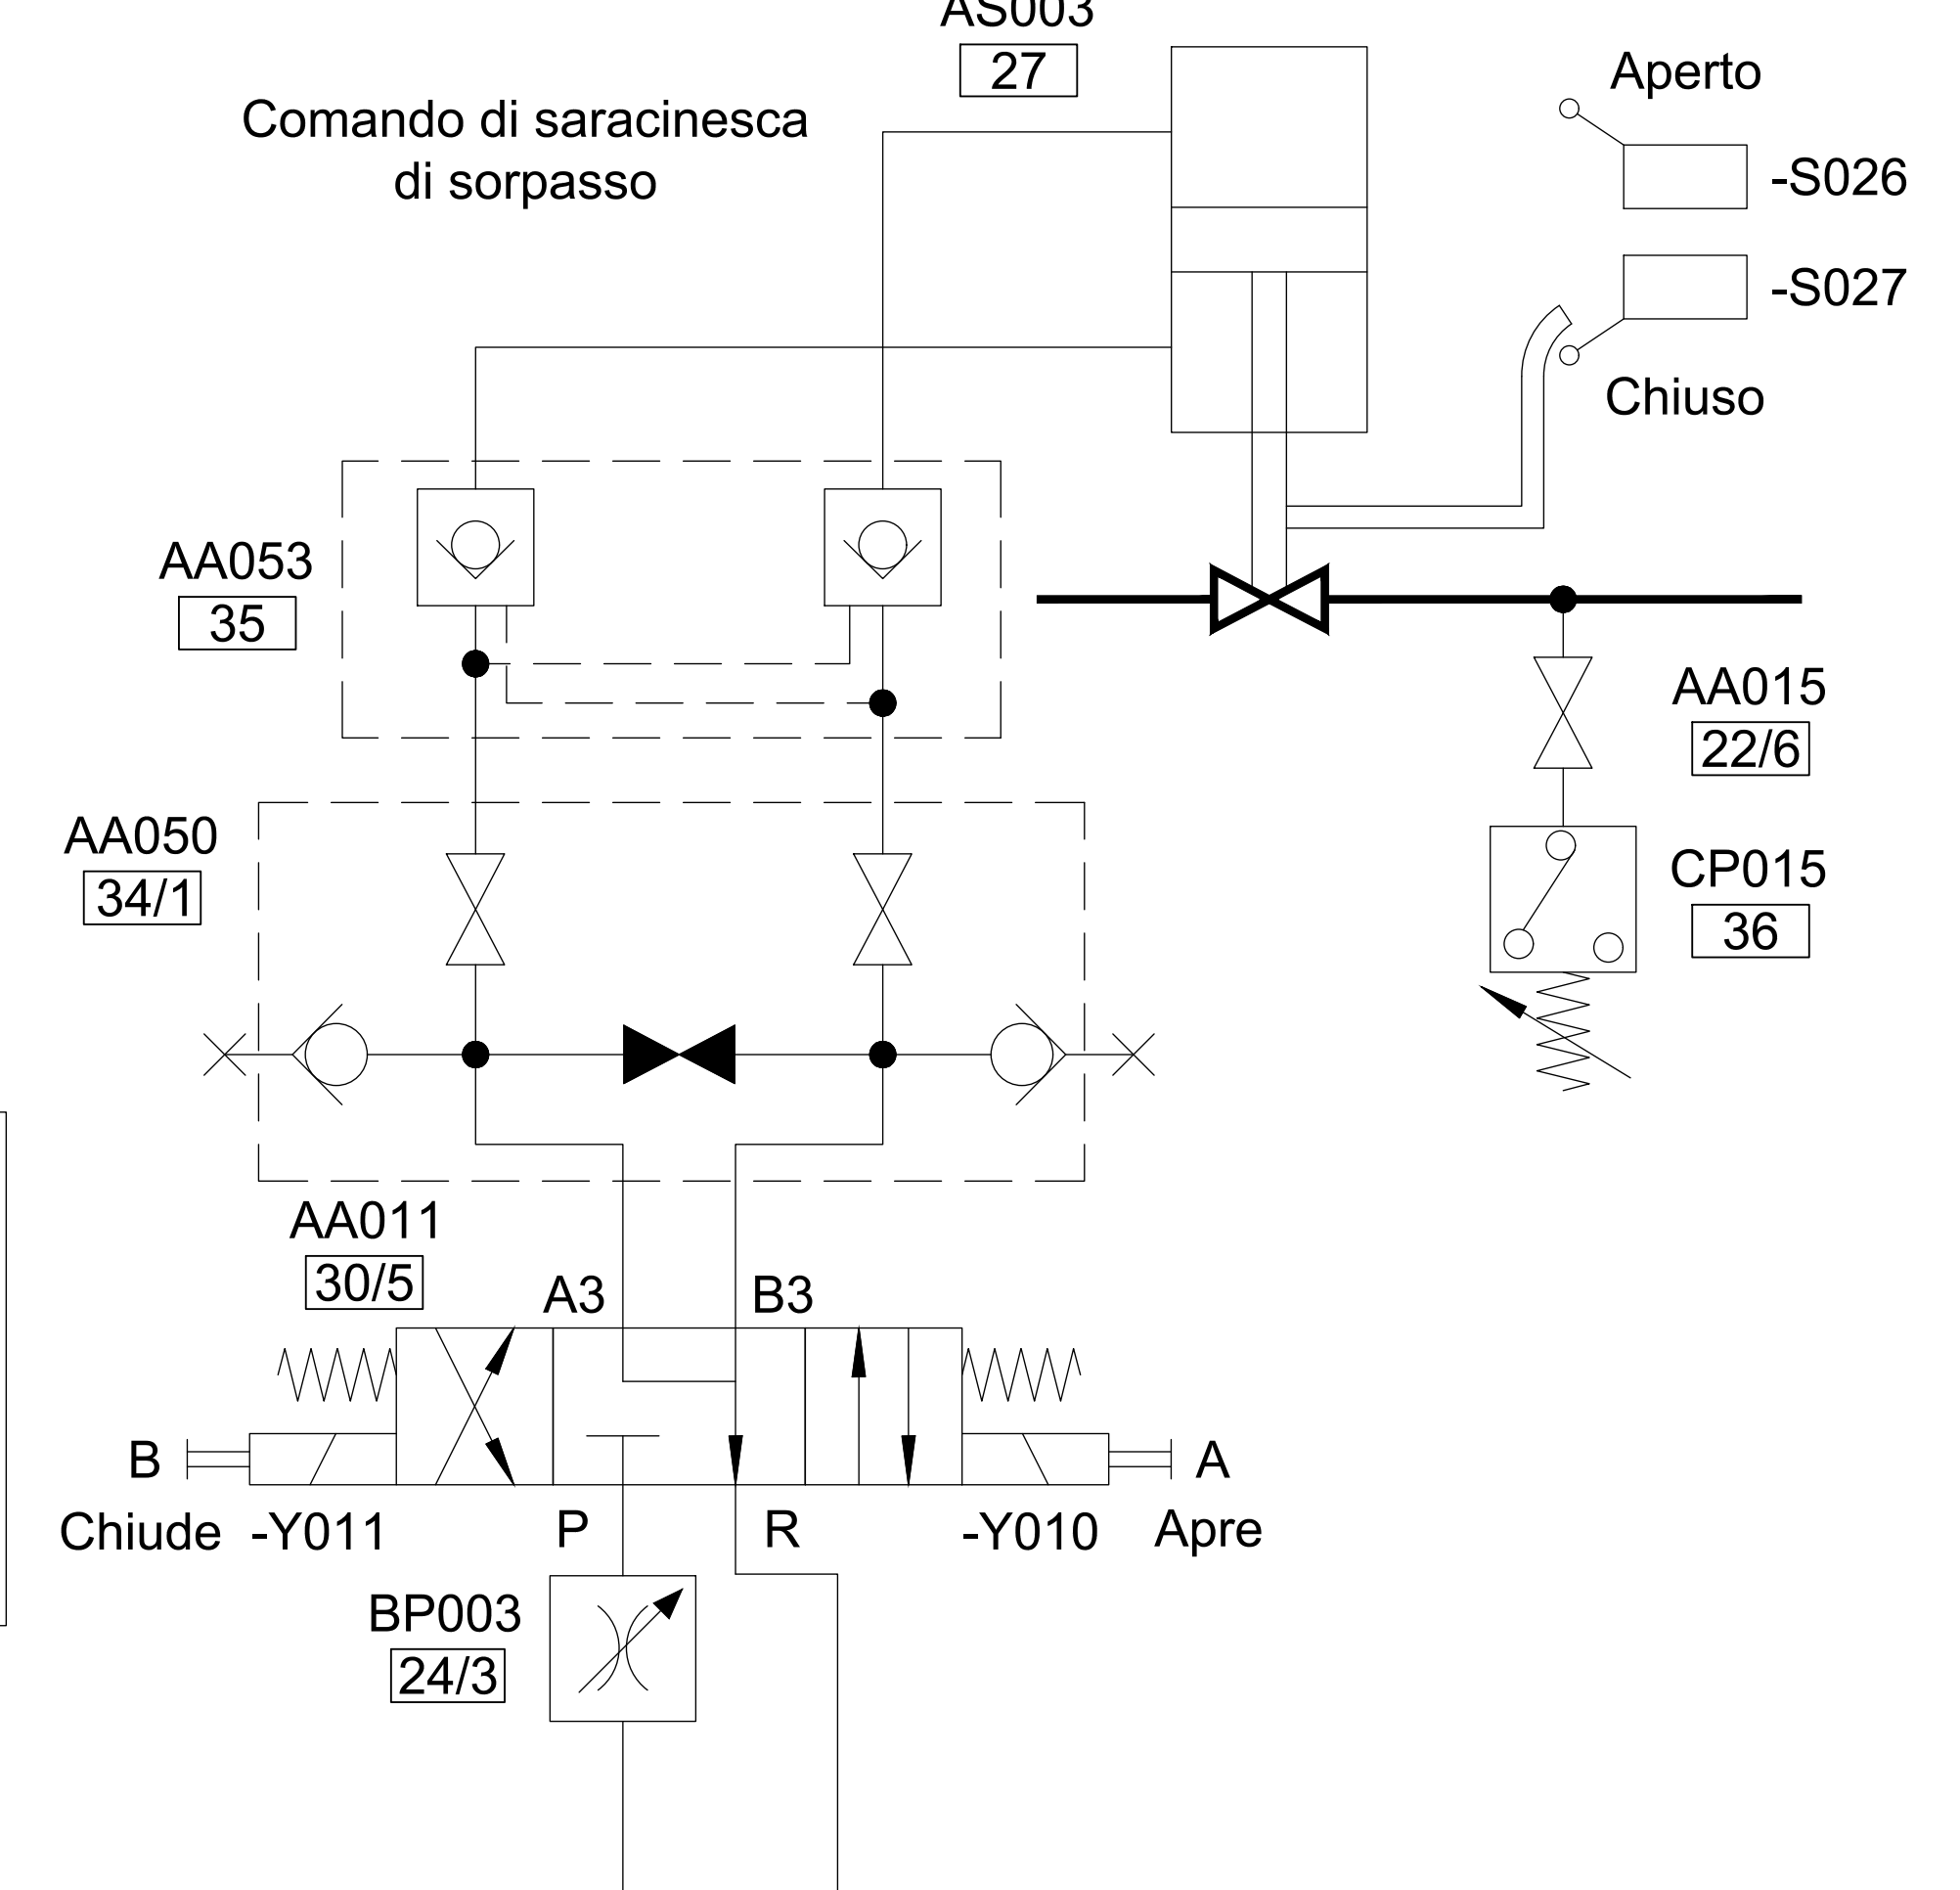 AS003
27
Aperto
Comando di saracinesca
di sorpasso
-S026
-S027
Chiuso
AA053
35
AA015
22/6
AA050
34/1
CP015
36
AA011
30/5
A3
B3
B
A
Chiude
-Y011
P
R
-Y010
Apre
BP003
24/3